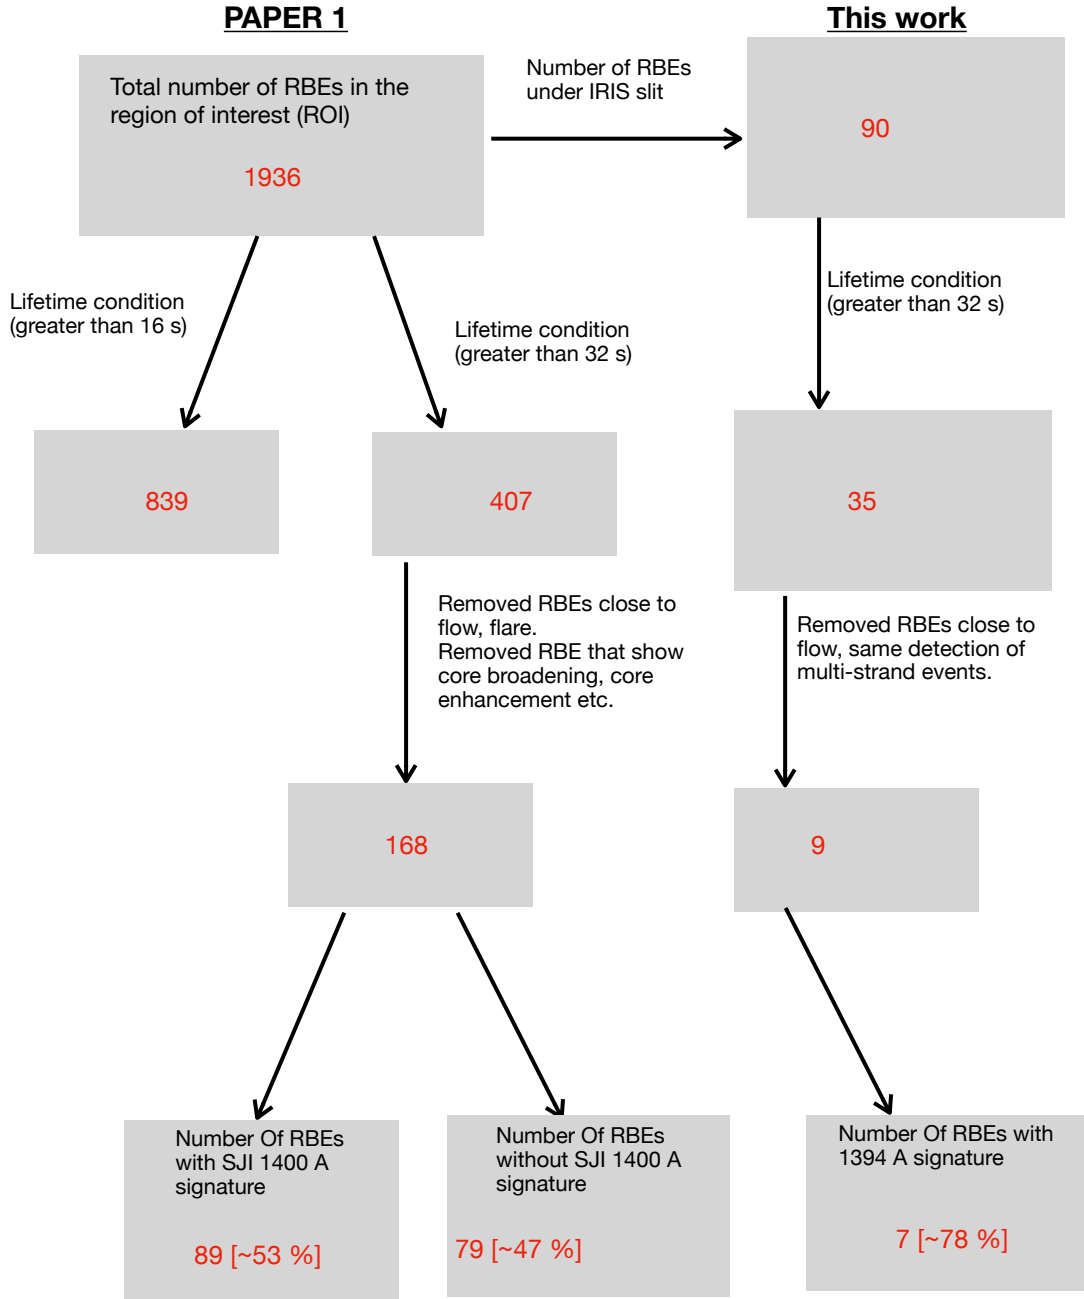 PAPER 1
This work
Total number of RBEs in the
region of interest (ROI)
1936
Number of RBEs
under IRIS slit
90
Lifetime condition
(greater than 16 s)
Lifetime condition
(greater than 32 s)
Lifetime condition
(greater than 32 s)
839
407
35
Removed RBEs close to
flow, flare.
Removed RBE that show
core broadening, core
enhancement etc.
Removed RBEs close to
flow, same detection of
multi-strand events.
168
9
Number Of RBEs
with SJI 1400 A
signature
89 [~53 %]
Number Of RBEs
without SJI 1400 A
signature
79 [~47 %]
Number Of RBEs with
1394 A signature
7 [~78 %]